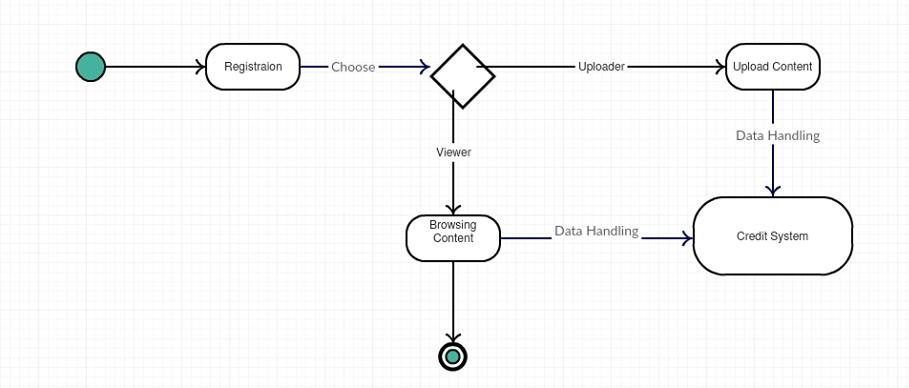 Registraion
Choose
Uploader
Upload Content
Data Handling
Viewer
Browsing
Content
Data Handling
Credit System